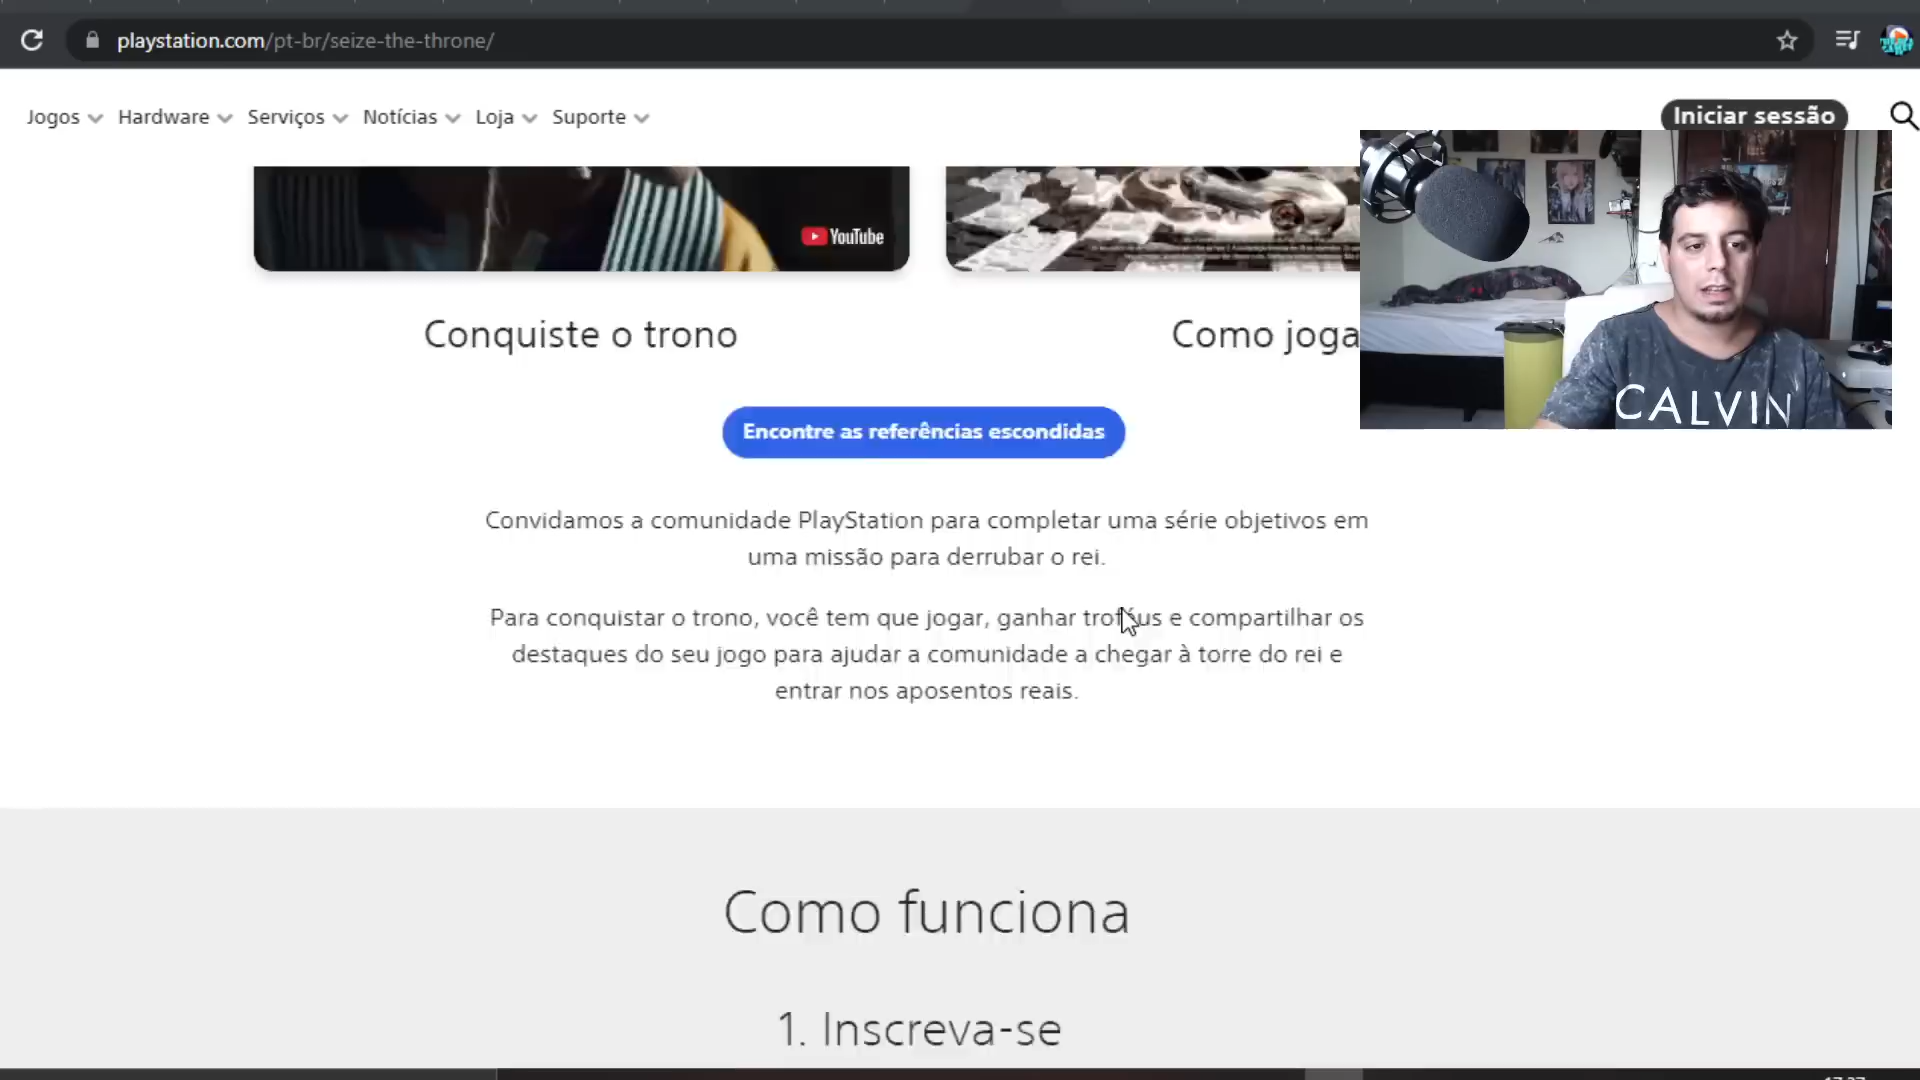 playstation.com/pt-br/seize-the-throne/
Jogos Hardware Serviços Notícias Loja Suporte
Iniciar sessão
YouTube
Conquiste o trono
Como joga
CALVIN
Encontre as referências escondidas
Convidamos a comunidade PlayStation para completar uma série objetivos em
uma missão para derrubar o rei.
Para conquistar o trono, você tem que jogar, ganhar troféus e compartilhar os
destaques do seu jogo para ajudar a comunidade a chegar à torre do rei e
entrar nos aposentos reais.
Como funciona
1. Inscreva-se